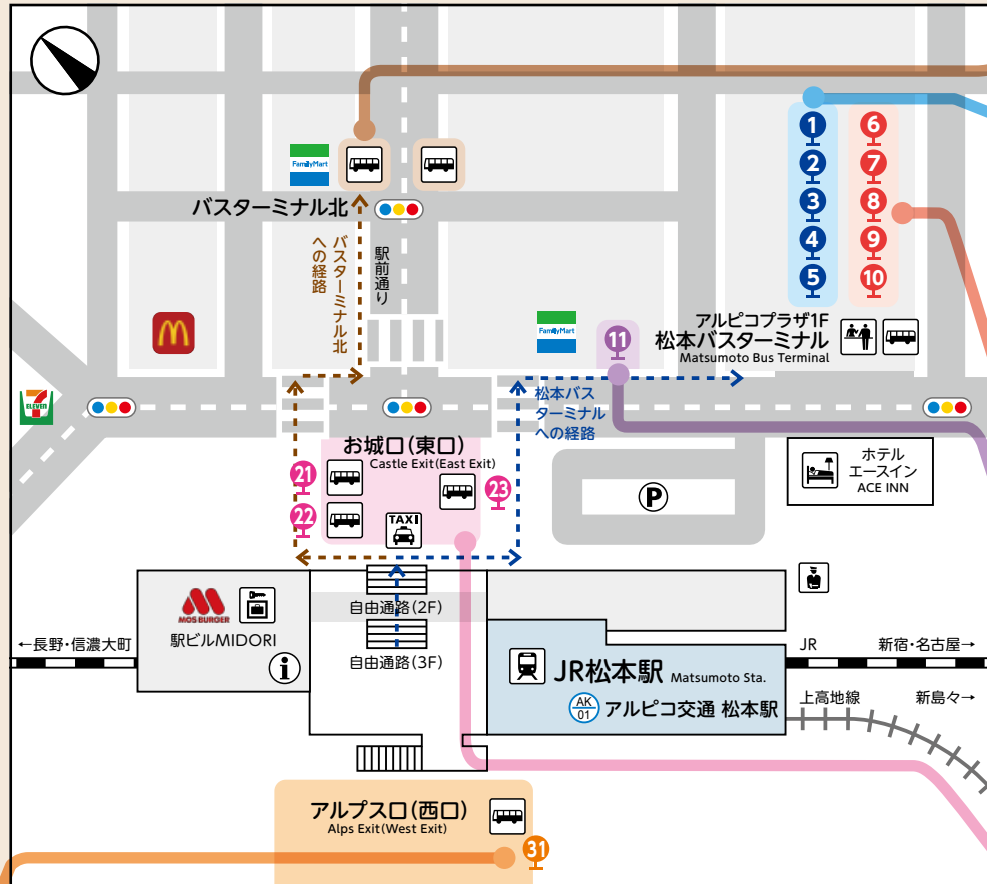 1
6
2
7
FamilyMart
3
8
バスターミナル北
4
9
バスターミナル北
への経路
駅前通り
5
10
FamilyMart
11
アルピコプラザ1F
松本バスターミナル
Matsumoto Bus Terminal
7
ELEVEN
松本バス
ターミナル
への経路
お城口(東口)
Castle Exit(East Exit)
21
22
23
TAXI
P
ホテル
エースイン
ACE INN
MOS BURGER
駅ビルMIDORI
自由通路(2F)
自由通路(3F)
←長野・信濃大町
JR
新宿・名古屋→
JR松本駅 Matsumoto Sta.
AK
01
アルピコ交通 松本駅
上高地線
新島々→
アルプス口(西口)
Alps Exit(West Exit)
31